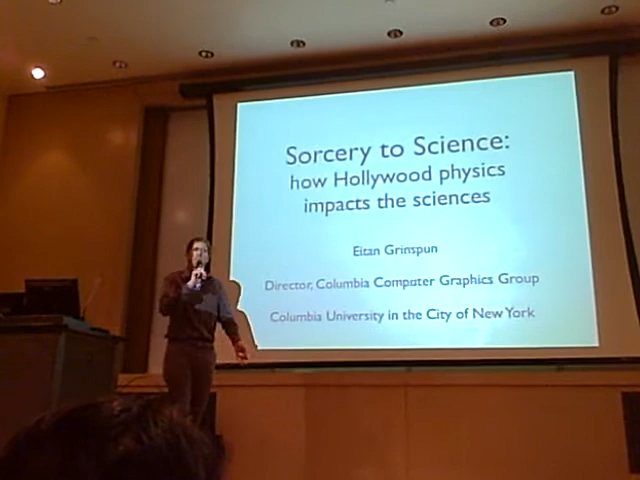 Sorcery to Science:
how Hollywood physics
impacts the sciences
Eitan Grinspun
Director, Columbia Computer Graphics Group
Columbia University in the City of New York